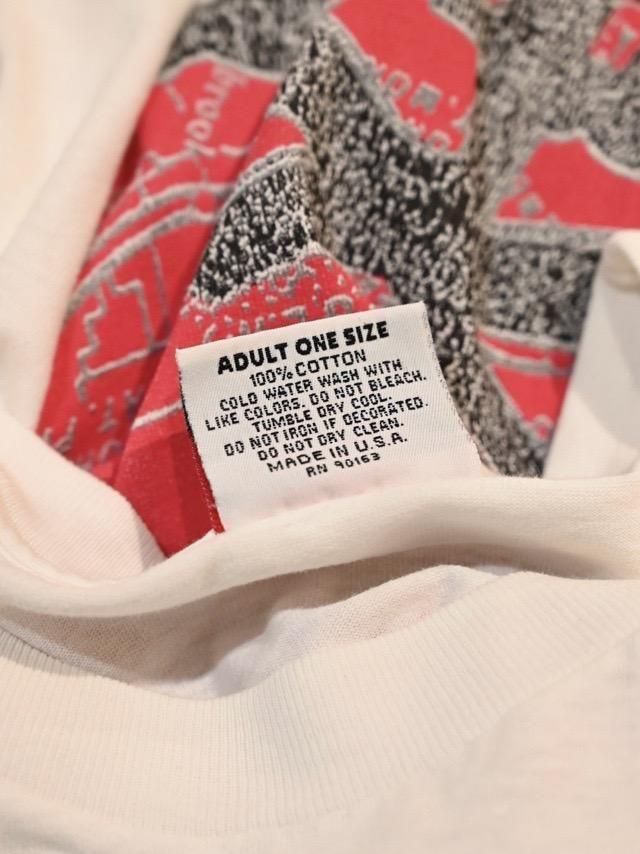 brook
ADULT ONE SIZE
100% COTTON
COLD WATER WASH WITH
LIKE COLORS. DO NOT BLEACH.
TUMBLE DRY COOL.
DO NOT IRON IF DECORATED.
DO NOT DRY CLEAN.
MADE IN U.S.A.
RN 90163